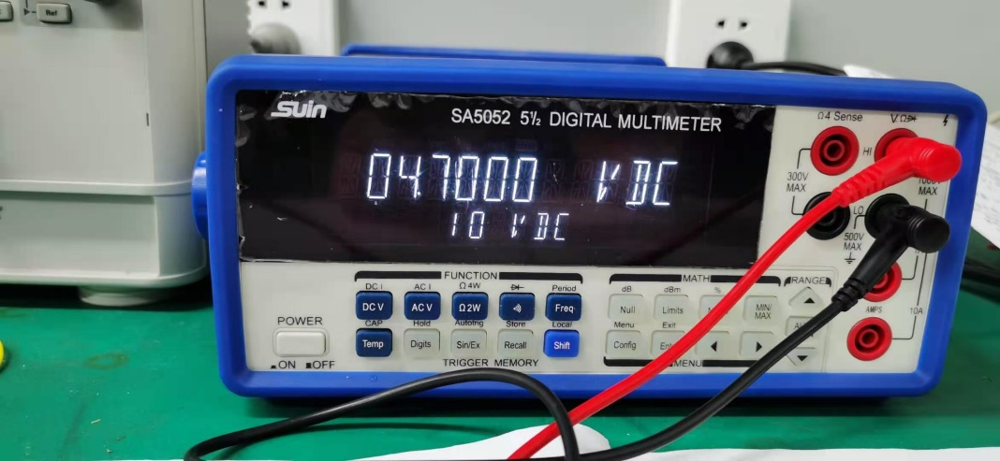 Ref
Suin
SA5052 5½ DIGITAL MULTIMETER
047000 VDC
10 VDC
Ω4 Sense
VΩ
HI
300V
MAX
1000V
MAX
LO
500V
MAX
AMPS
10A
FUNCTION
DC I
AC I
Ω 4W
Period
DC V
AC V
Ω 2W
Freq
CAP
Hold
Autotrig
Store
Local
Temp
Digits
Sin/Ex
Recall
Shift
TRIGGER MEMORY
MATH
dB
dBm
%
Null
Limits
MIN/
MAX
Menu
Exit
Config
MENU
RANGE
POWER
ON OFF